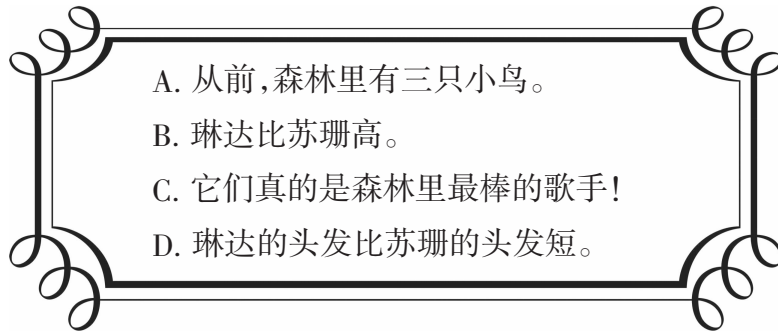 A. 从前,森林里有三只小鸟。
B. 琳达比苏珊高。
C. 它们真的是森林里最棒的歌手!
D. 琳达的头发比苏珊的头发短。